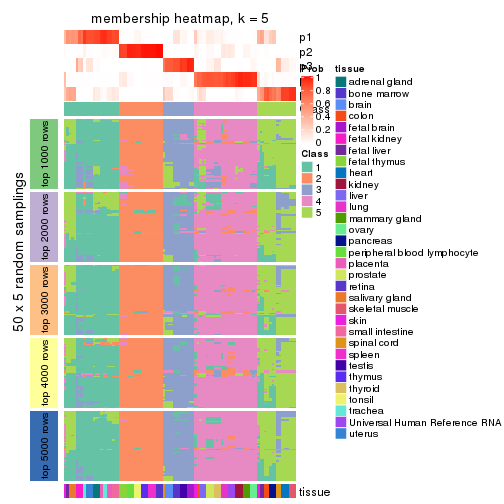 membership heatmap, k = 5
p1
p2
p4
Prob
1
0.8
0.6
0.4
0.2
0
Class
1
2
3
4
5
50 x 5 random samplings
top 1000 rows
top 2000 rows
top 3000 rows
top 4000 rows
top 5000 rows
tissue
tissue
adrenal gland
bone marrow
brain
colon
fetal brain
fetal kidney
fetal liver
fetal thymus
heart
kidney
liver
lung
mammary gland
ovary
pancreas
peripheral blood lymphocyte
placenta
prostate
retina
salivary gland
skeletal muscle
skin
small intestine
spinal cord
spleen
testis
thymus
thyroid
tonsil
trachea
Universal Human Reference RNA
uterus